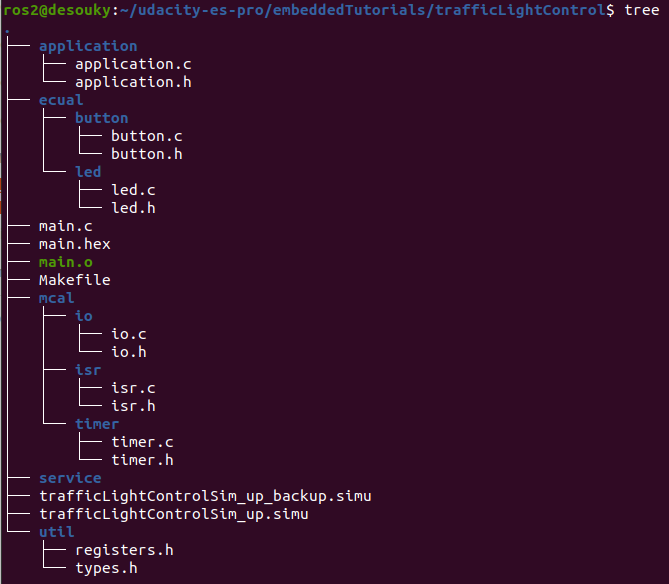 ros2@desouky:~/udacity-es-pro/embeddedTutorials/trafficLightControl$ tree
.
├── application
│   ├── application.c
│   └── application.h
├── ecual
│   ├── button
│   │   ├── button.c
│   │   └── button.h
│   └── led
│       ├── led.c
│       └── led.h
├── main.c
├── main.hex
├── main.o
├── Makefile
├── mcal
│   ├── io
│   │   ├── io.c
│   │   └── io.h
│   ├── isr
│   │   ├── isr.c
│   │   └── isr.h
│   └── timer
│       ├── timer.c
│       └── timer.h
├── service
├── trafficLightControlSim_up_backup.simu
├── trafficLightControlSim_up.simu
└── util
    ├── registers.h
    └── types.h